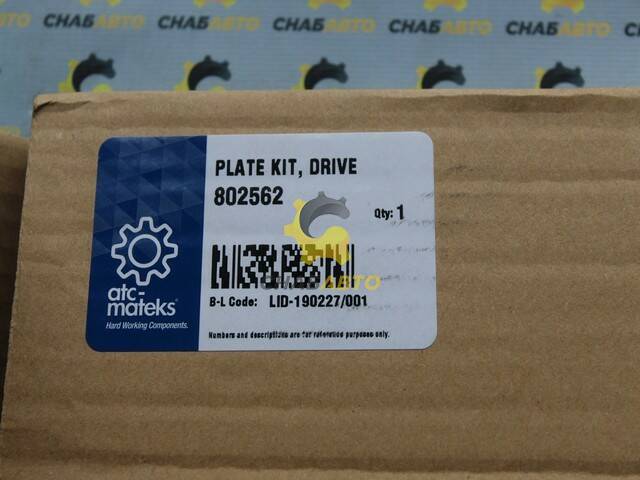 СНАБАВТО СНАБАВТО СНАБАВТО СНАБАВТО
PLATE KIT, DRIVE
802562
Qty: 1
СНАБАВТО
B-L Code: LID-190227/001
atc-
mateks®
Hard Working Components.
Numbers and descriptions are for reference purposes only.